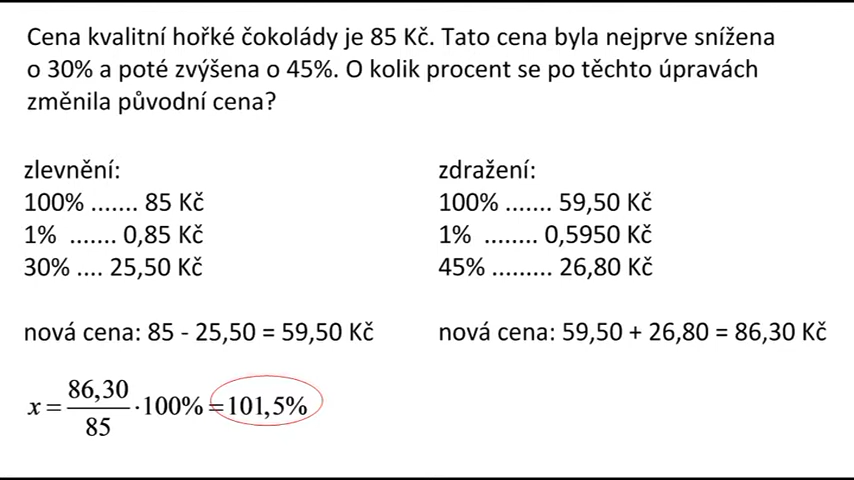 Cena kvalitní hořké čokolády je 85 Kč. Tato cena byla nejprve snížena
o 30% a poté zvýšena o 45%. O kolik procent se po těchto úpravách
změnila původní cena?
zlevnění:
100% ....... 85 Kč
1% ....... 0,85 Kč
30% .... 25,50 Kč
nová cena: 85 - 25,50 = 59,50 Kč
zdražení:
100% ....... 59,50 Kč
1% ........ 0,5950 Kč
45% ......... 26,80 Kč
nová cena: 59,50 + 26,80 = 86,30 Kč
x = 86,30/85 · 100% = 101,5%